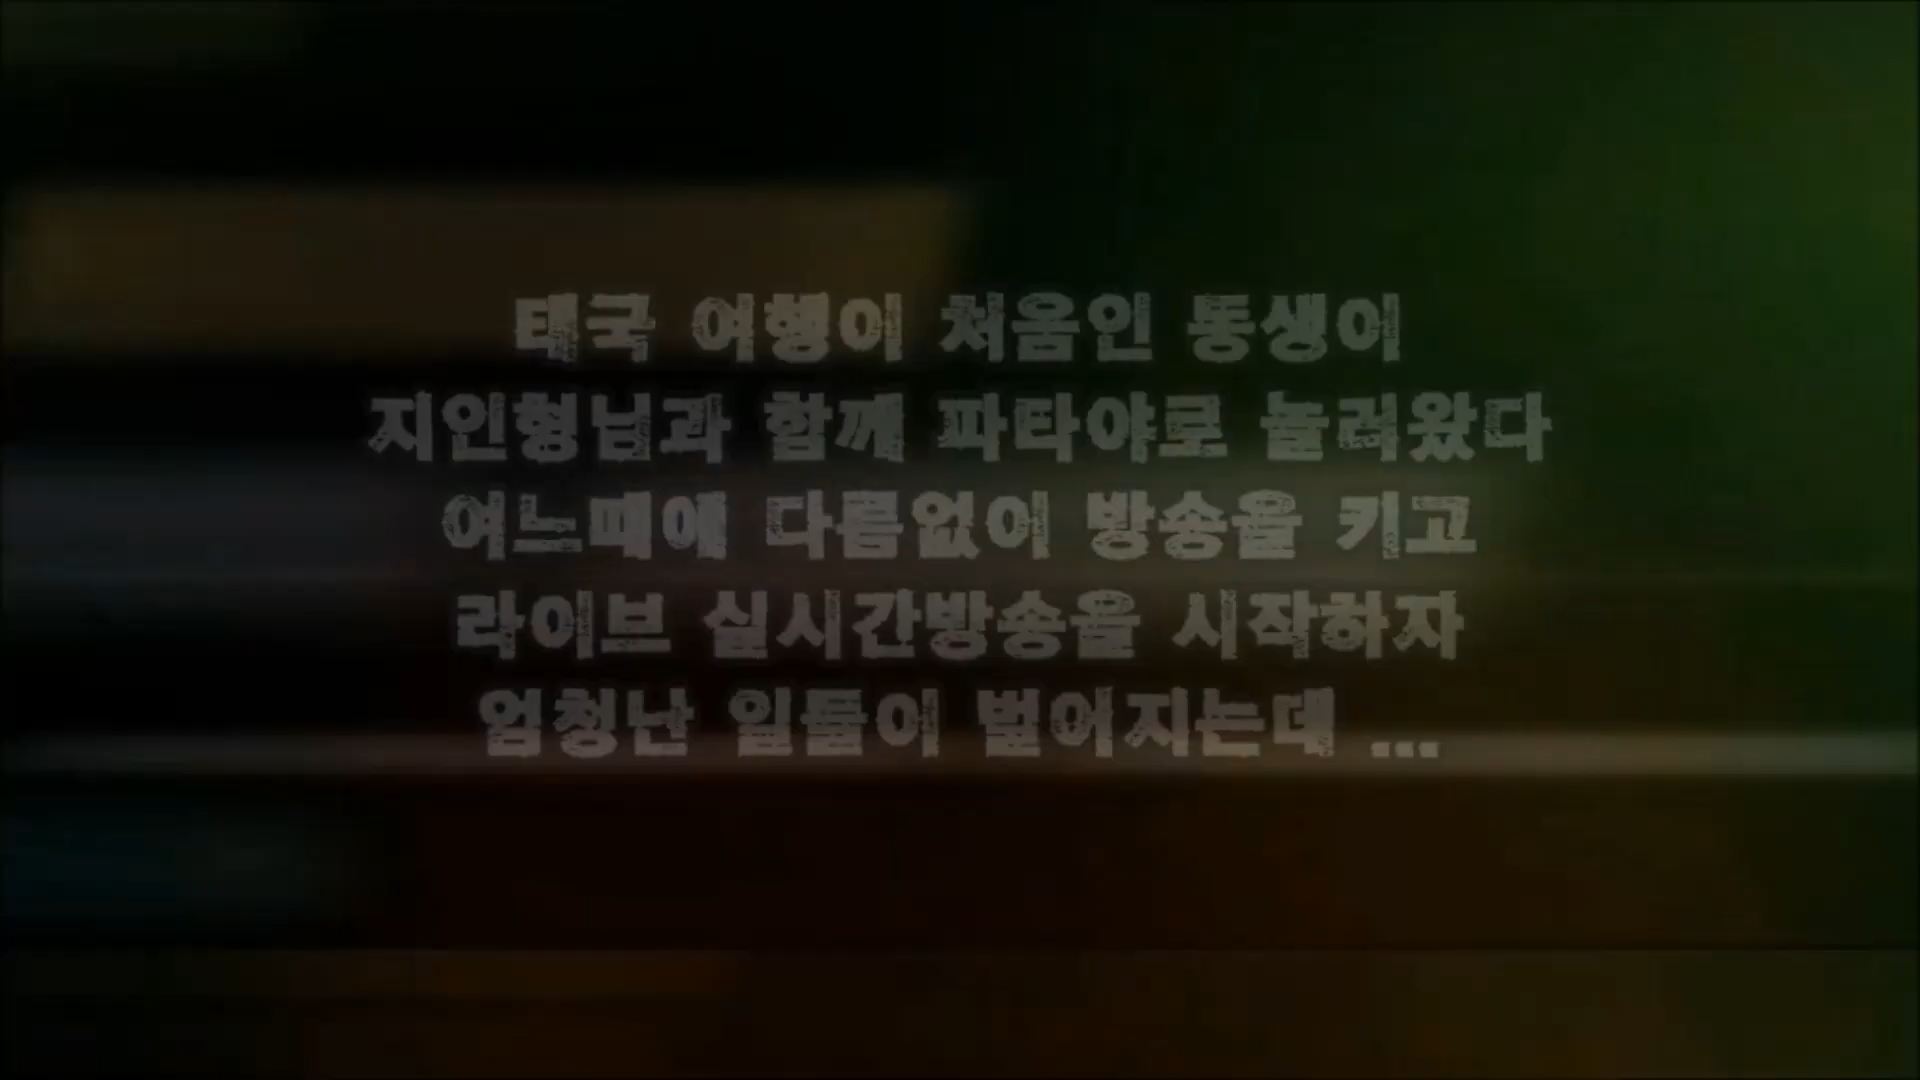 태국 여행이 처음인 동생이
지인형님과 함께 파타야로 놀러왔다
어느때에 다름없이 방송을 키고
라이브 실시간방송을 시작하자
엄청난 일들이 벌어지는데 ...